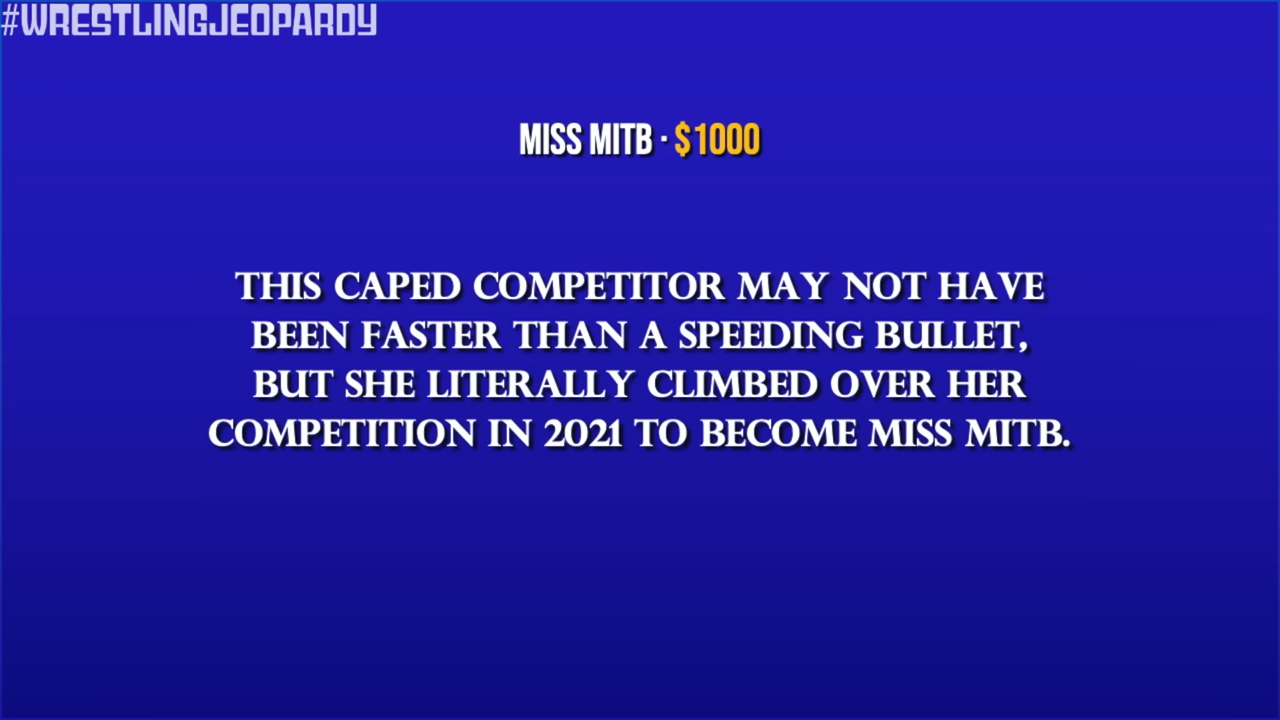 #WRESTLINGJEOPARDY
MISS MITB · $1000
THIS CAPED COMPETITOR MAY NOT HAVE
BEEN FASTER THAN A SPEEDING BULLET,
BUT SHE LITERALLY CLIMBED OVER HER
COMPETITION IN 2021 TO BECOME MISS MITB.